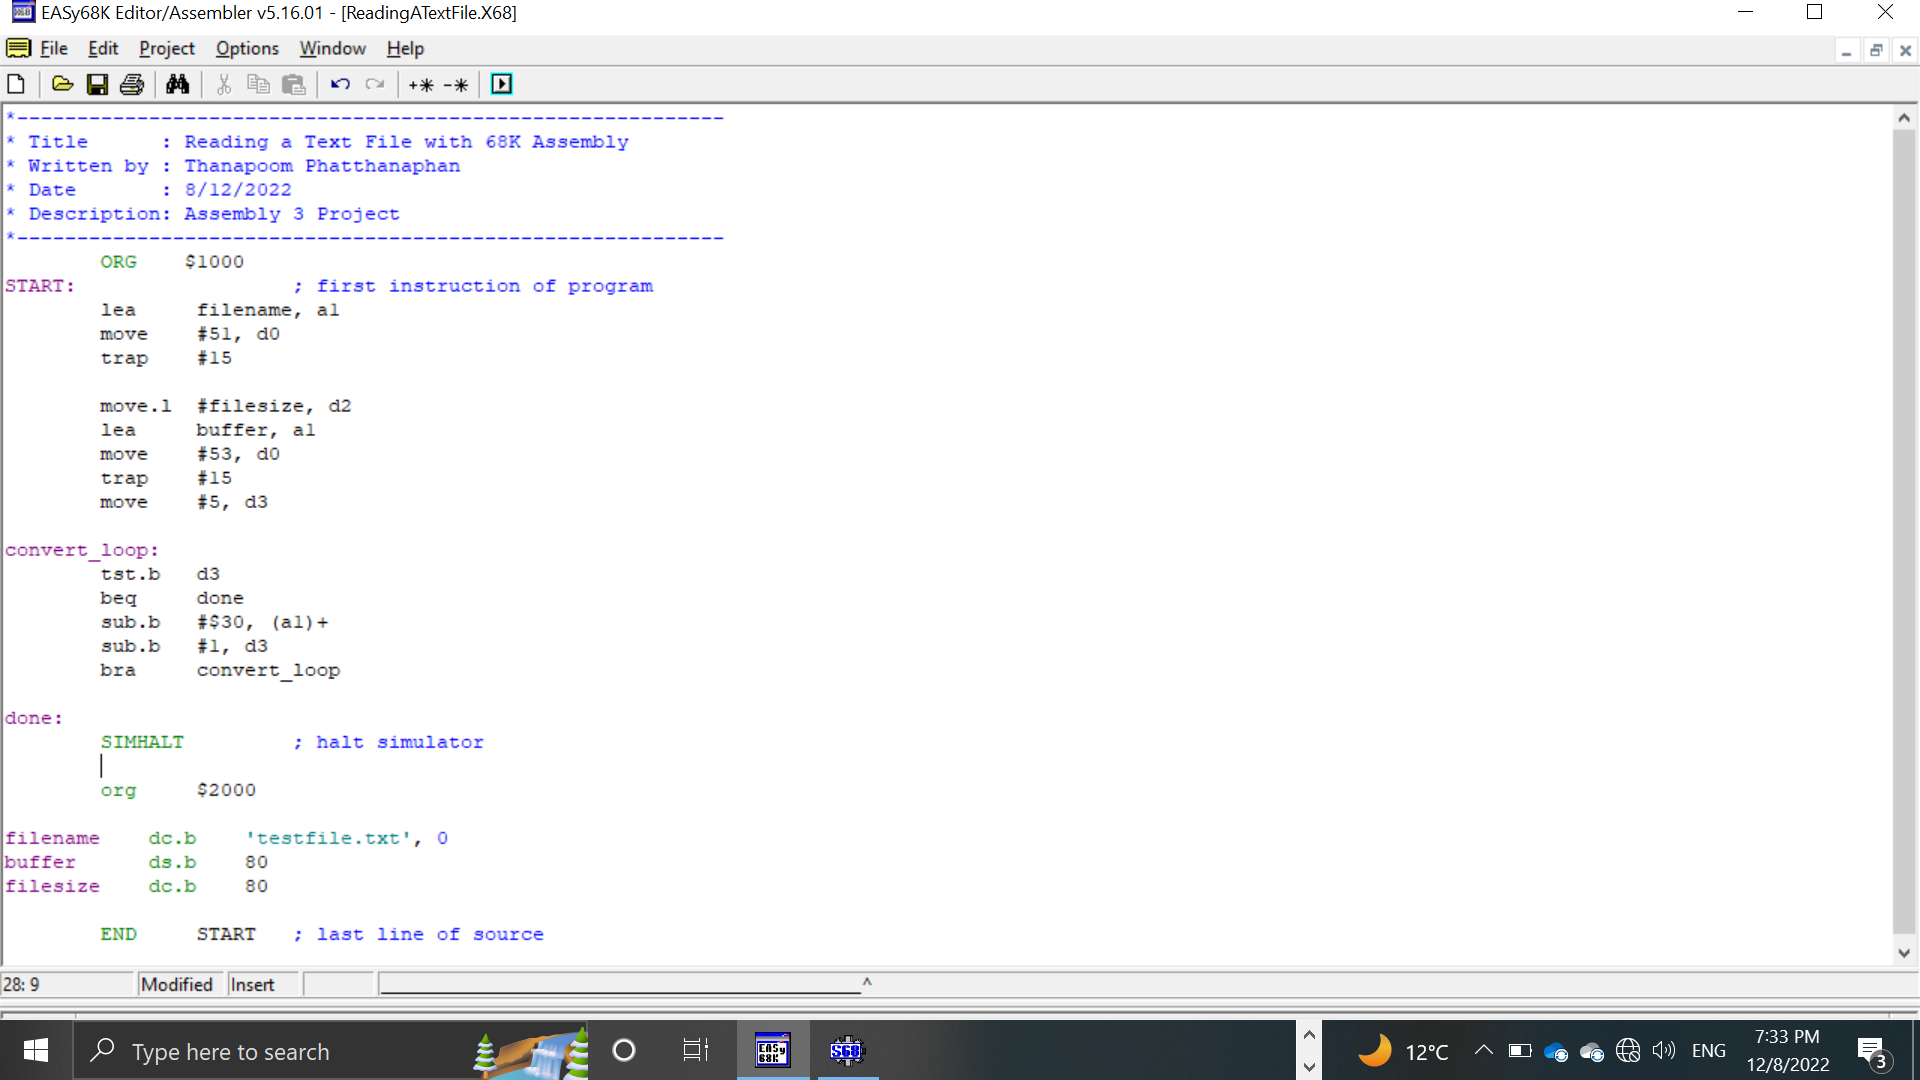 EASy68K Editor/Assembler v5.16.01 - [ReadingATextFile.X68]
File Edit Project Options Window Help
*-----------------------------------------------------------
* Title      : Reading a Text File with 68K Assembly
* Written by : Thanapoom Phatthanaphan
* Date       : 8/12/2022
* Description: Assembly 3 Project
*-----------------------------------------------------------
ORG    $1000
START:                  ; first instruction of program
lea     filename, a1
move    #51, d0
trap    #15
move.l  #filesize, d2
lea     buffer, a1
move    #53, d0
trap    #15
move    #5, d3
convert_loop:
tst.b   d3
beq     done
sub.b   #$30, (a1)+
sub.b   #1, d3
bra     convert_loop
done:
SIMHALT         ; halt simulator
org     $2000
filename    dc.b    'testfile.txt', 0
buffer      ds.b    80
filesize    dc.b    80
END     START   ; last line of source
28: 9 Modified Insert
Type here to search
EASy
68K
S68
12°C
ENG
7:33 PM
12/8/2022
3